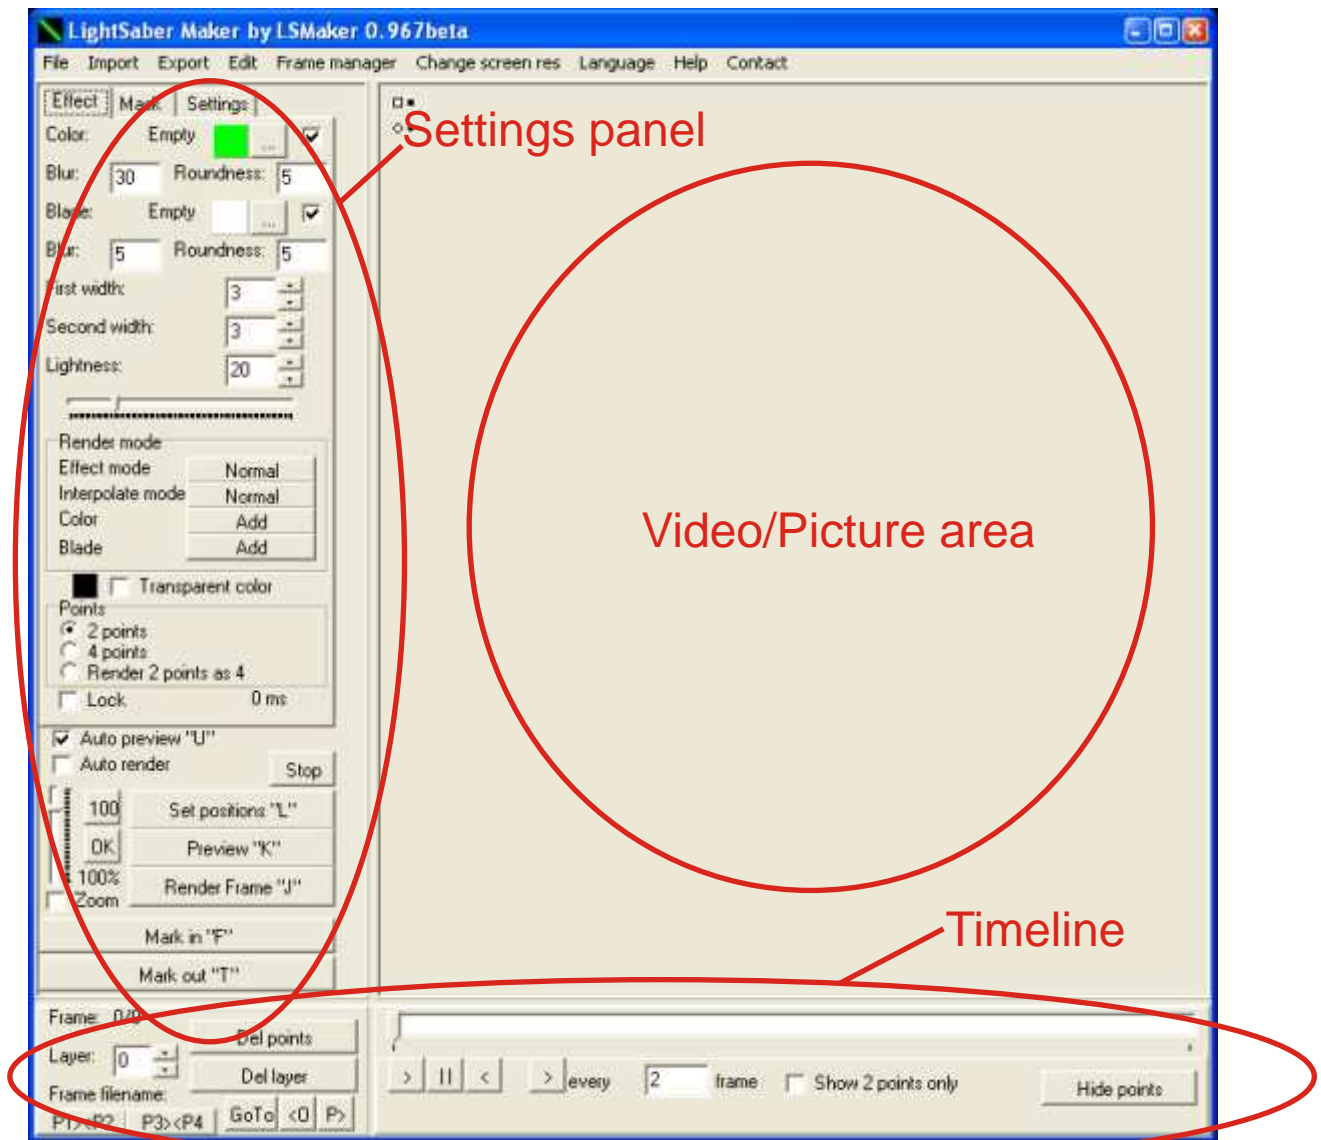 LightSaber Maker by LSMaker 0.967beta
File Import Export Edit Frame manager Change screen res Language Help Contact
Effect Mask Settings
Color: Empty ...
Blur: 30 Roundness: 5
Blade: Empty ...
Blur: 5 Roundness: 5
First width: 3
Second width: 3
Lightness: 20
Render mode
Effect mode Normal
Interpolate mode Normal
Color Add
Blade Add
Transparent color
Points
2 points
4 points
Render 2 points as 4
Lock 0 ms
Auto preview "U"
Auto render Stop
100 Set positions "L"
OK Preview "K"
100% Render Frame "J"
Zoom
Mark in "F"
Mark out "T"
Settings panel
Video/Picture area
Timeline
Frame: 0/0
Del points
Layer: 0
Del layer
Frame filename:
P1><P2 P3><P4 GoTo <0 P>
> || < > every 2 frame Show 2 points only Hide points